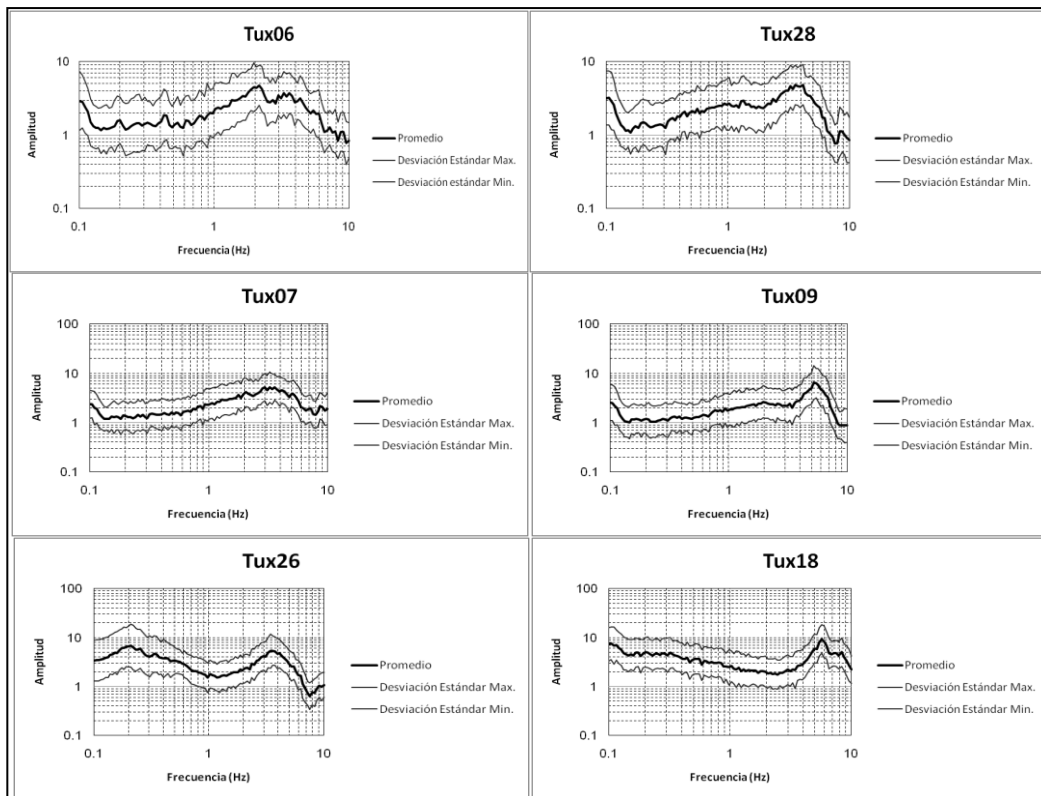 Tux06
10
1
0.1
0.1
1
10
Amplitud
Frecuencia (Hz)
Promedio
Desviación Estándar Max.
Desviación estándar Min.
Tux28
10
1
0.1
0.1
1
10
Amplitud
Frecuencia (Hz)
Promedio
Desviación estándar Max.
Desviación Estándar Min.
Tux07
100
10
1
0.1
0.1
1
10
Amplitud
Frecuencia (Hz)
Promedio
Desviación Estándar Max.
Desviación Estándar Min.
Tux09
100
10
1
0.1
0.1
1
10
Amplitud
Frecuencia (Hz)
Promedio
Desviación Estándar Max.
Desviación Estándar Min.
Tux26
100
10
1
0.1
0.1
1
10
Amplitud
Frecuencia (Hz)
Promedio
Desviación Estándar Max.
Desviación Estándar Min.
Tux18
100
10
1
0.1
0.1
1
10
Amplitud
Frecuencia (Hz)
Promedio
Desviación Estándar Max.
Desviación Estándar Min.